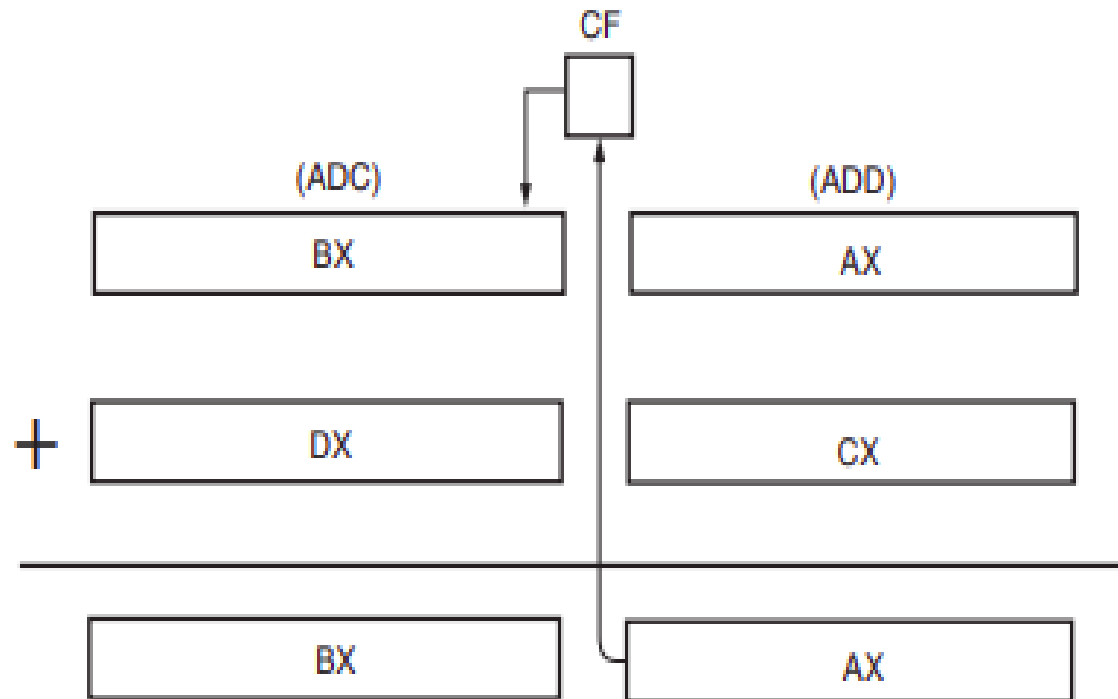 CF
(ADC) (ADD)
BX AX
+ DX CX
BX AX